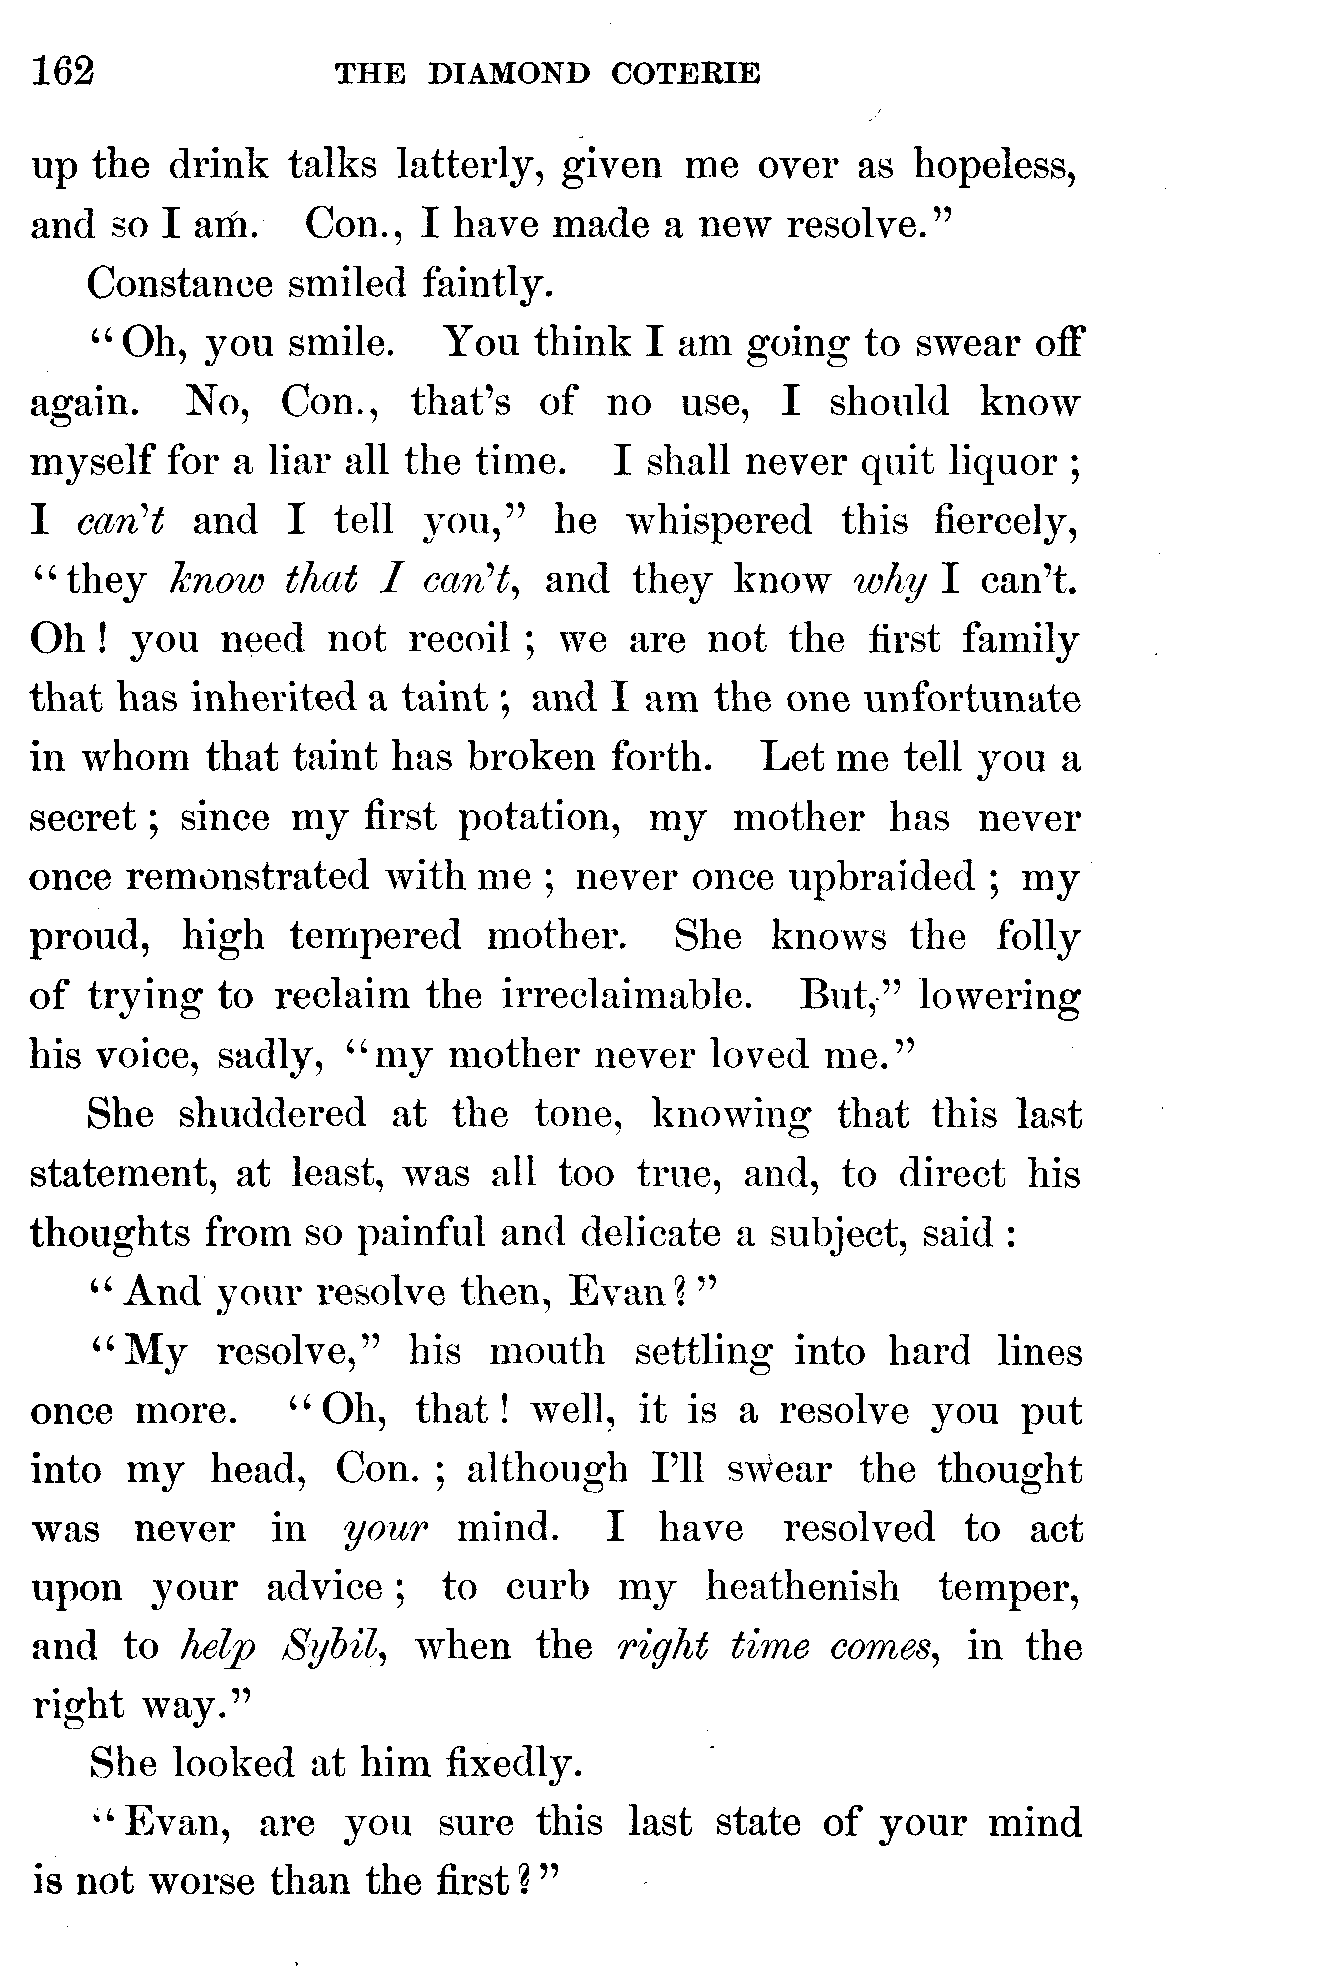 162 THE DIAMOND COTERIE
up the drink talks latterly, given me over as hopeless,
and so I am. Con., I have made a new resolve.”
Constance smiled faintly.
“Oh, you smile. You think I am going to swear off
again. No, Con., that’s of no use, I should know
myself for a liar all the time. I shall never quit liquor ;
I can’t and I tell you,” he whispered this fiercely,
“they know that I can’t, and they know why I can’t.
Oh ! you need not recoil ; we are not the first family
that has inherited a taint ; and I am the one unfortunate
in whom that taint has broken forth. Let me tell you a
secret ; since my first potation, my mother has never
once remonstrated with me ; never once upbraided ; my
proud, high tempered mother. She knows the folly
of trying to reclaim the irreclaimable. But,” lowering
his voice, sadly, “my mother never loved me.”
She shuddered at the tone, knowing that this last
statement, at least, was all too true, and, to direct his
thoughts from so painful and delicate a subject, said :
“And your resolve then, Evan ? ”
“My resolve,” his mouth settling into hard lines
once more. “Oh, that ! well, it is a resolve you put
into my head, Con. ; although I’ll swear the thought
was never in your mind. I have resolved to act
upon your advice ; to curb my heathenish temper,
and to help Sybil, when the right time comes, in the
right way.”
She looked at him fixedly.
“Evan, are you sure this last state of your mind
is not worse than the first ? ”